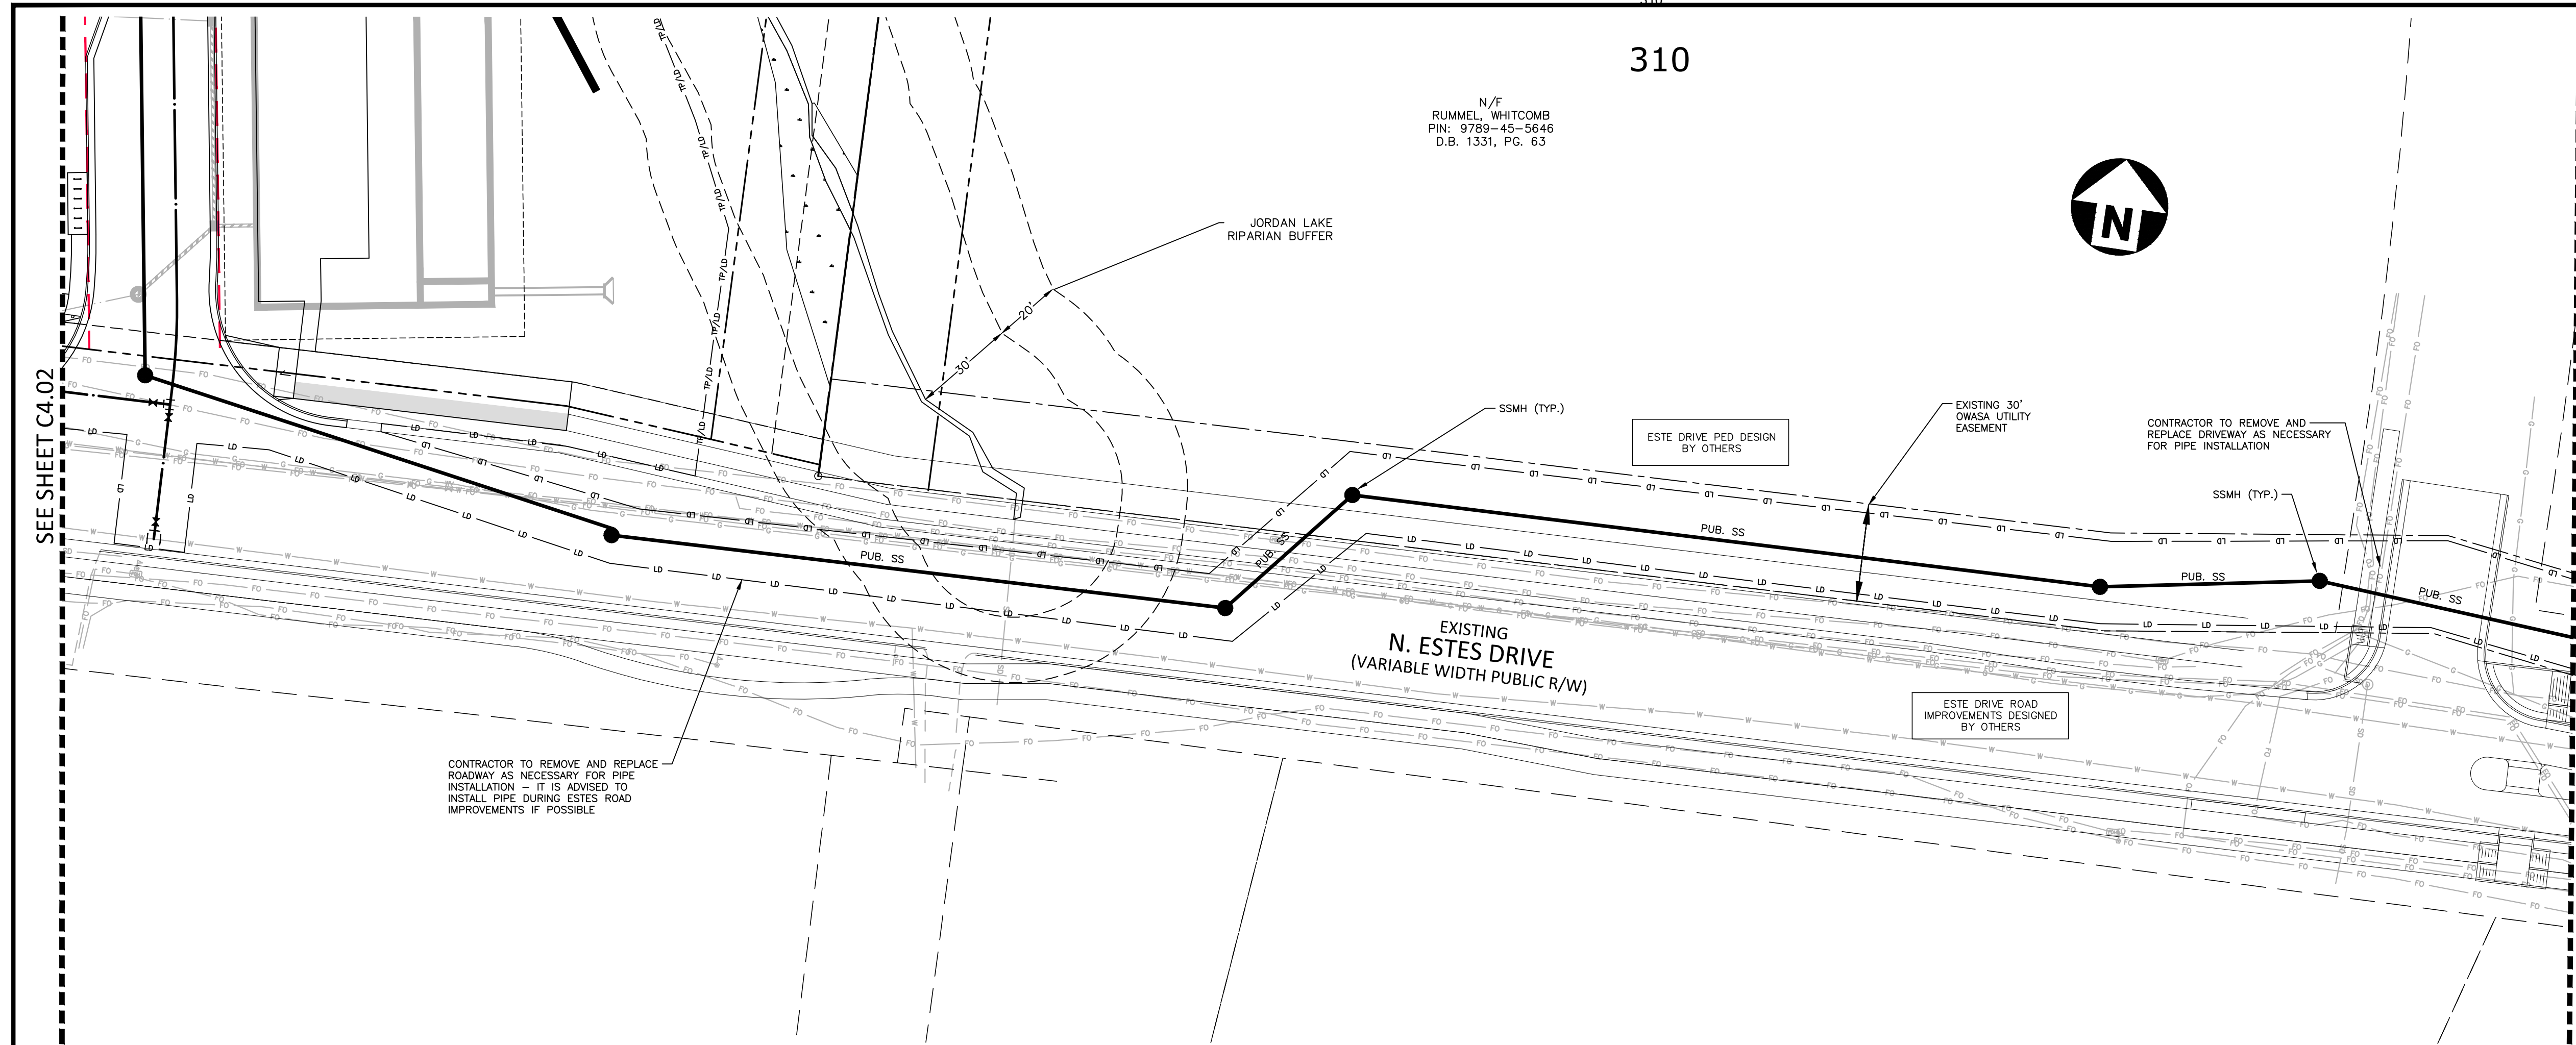 310
N/F
RUMMEL, WHITCOMB
PIN: 9789-45-5646
D.B. 1331, PG. 63
N
JORDAN LAKE
RIPARIAN BUFFER
20'
30'
SEE SHEET C4.02
SSMH (TYP.)
ESTE DRIVE PED DESIGN
BY OTHERS
EXISTING 30'
OWASA UTILITY
EASEMENT
CONTRACTOR TO REMOVE AND
REPLACE DRIVEWAY AS NECESSARY
FOR PIPE INSTALLATION
SSMH (TYP.)
PUB. SS
PUB. SS
PUB. SS
PUB. SS
PUB. SS
EXISTING
N. ESTES DRIVE
(VARIABLE WIDTH PUBLIC R/W)
ESTE DRIVE ROAD
IMPROVEMENTS DESIGNED
BY OTHERS
CONTRACTOR TO REMOVE AND REPLACE
ROADWAY AS NECESSARY FOR PIPE
INSTALLATION - IT IS ADVISED TO
INSTALL PIPE DURING ESTES ROAD
IMPROVEMENTS IF POSSIBLE